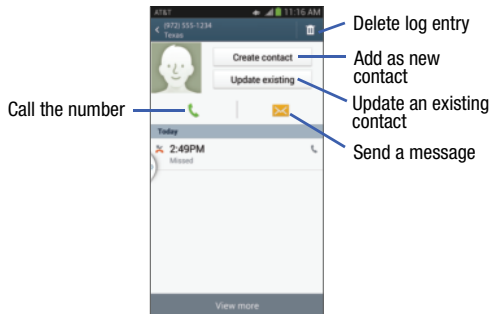 AT&T 11:16 AM
(972) 555-1234
Texas
Delete log entry
Create contact
Add as new
contact
Update existing
Update an existing
contact
Call the number
Send a message
Today
2:49PM
Missed
View more